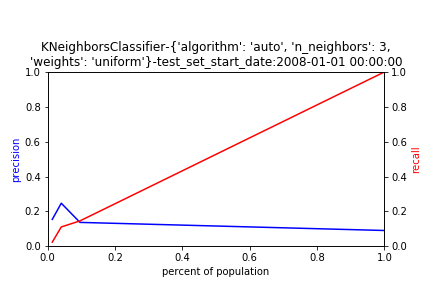 KNeighborsClassifier-{'algorithm': 'auto', 'n_neighbors': 3,
'weights': 'uniform'}-test_set_start_date:2008-01-01 00:00:00
1.0 1.0
0.8 0.8
0.6 0.6
0.4 0.4
0.2 0.2
0.0 0.0
precision
recall
0.0 0.2 0.4 0.6 0.8 1.0
percent of population